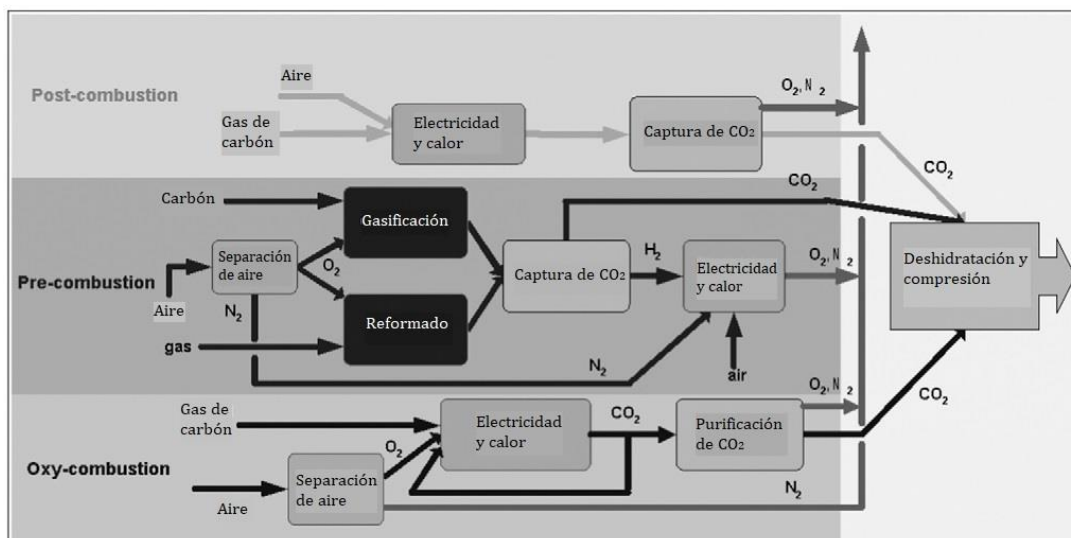 Post-combustion
Aire
Gas de
carbón
Electricidad
y calor
Captura de CO₂
O₂, N₂
CO₂
Pre-combustion
Carbón
Gasificación
Separación
de aire
O₂
Aire
N₂
Reformado
gas
Captura de CO₂
CO₂
H₂
Electricidad
y calor
O₂, N₂
N₂
air
Deshidratación y
compresión
Oxy-combustion
Gas de
carbón
O₂
Electricidad
y calor
CO₂
Purificación
de CO₂
O₂, N₂
CO₂
Aire
Separación
de aire
N₂